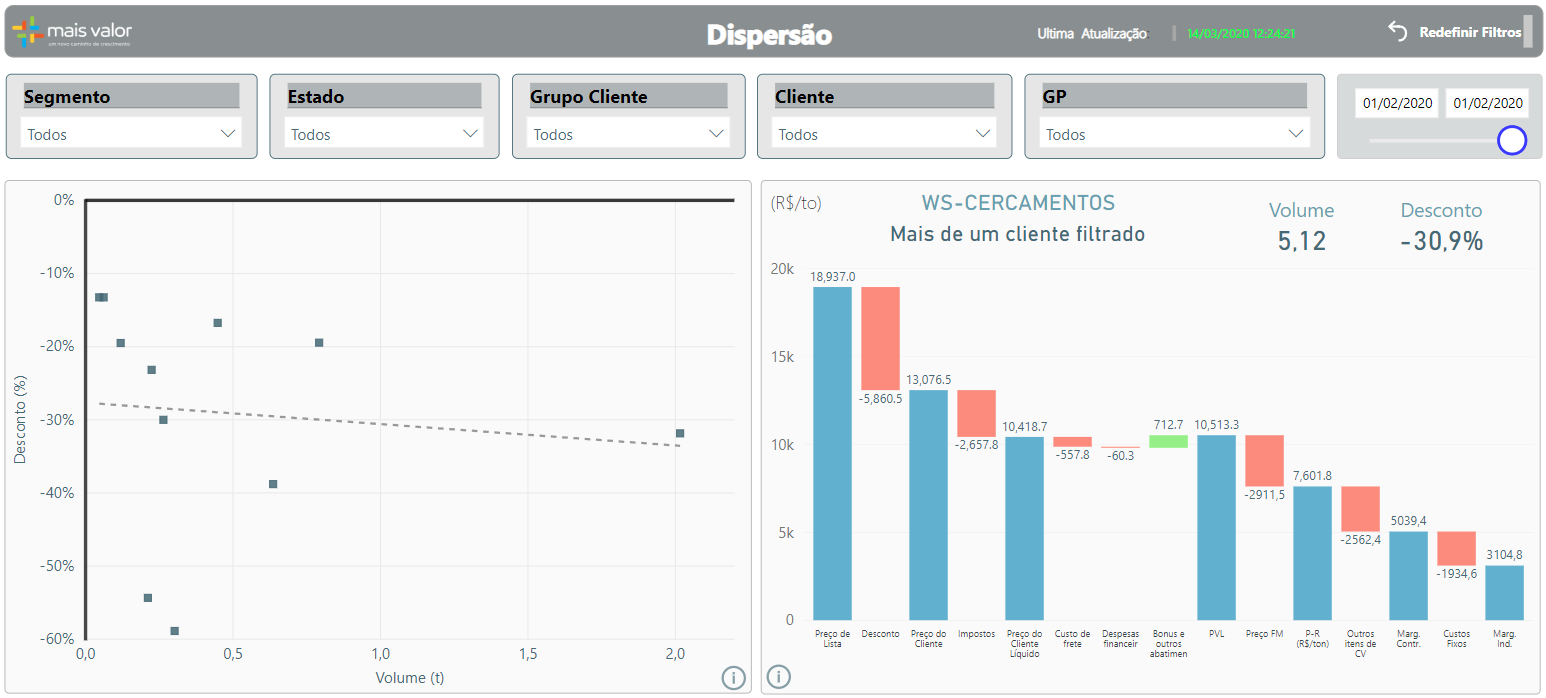 mais valor
um novo caminho de crescimento
Dispersão
Ultima Atualização: 14/03/2020 12:24:21
Redefinir Filtros
Segmento
Todos
Estado
Todos
Grupo Cliente
Todos
Cliente
Todos
GP
Todos
01/02/2020 01/02/2020
0%
-10%
-20%
-30%
-40%
-50%
-60%
Desconto (%)
0,0 0,5 1,0 1,5 2,0
Volume (t)
(R$/to)
WS-CERCAMENTOS
Mais de um cliente filtrado
Volume
5,12
Desconto
-30,9%
20k
15k
10k
5k
0
18,937.0
-5,860.5
13,076.5
-2,657.8
10,418.7
-557.8
-60.3
712.7
10,513.3
-2911,5
7,601.8
-2562,4
5039,4
-1934,6
3104,8
Preço de
Lista
Desconto
Preço do
Cliente
Impostos
Preço do
Cliente
Líquido
Custo de
frete
Despesas
financeir
Bonus e
outros
abatimen
PVL
Preço FM
P-R
(R$/ton)
Outros
itens de
CV
Marg.
Contr.
Custos
Fixos
Marg.
Ind.